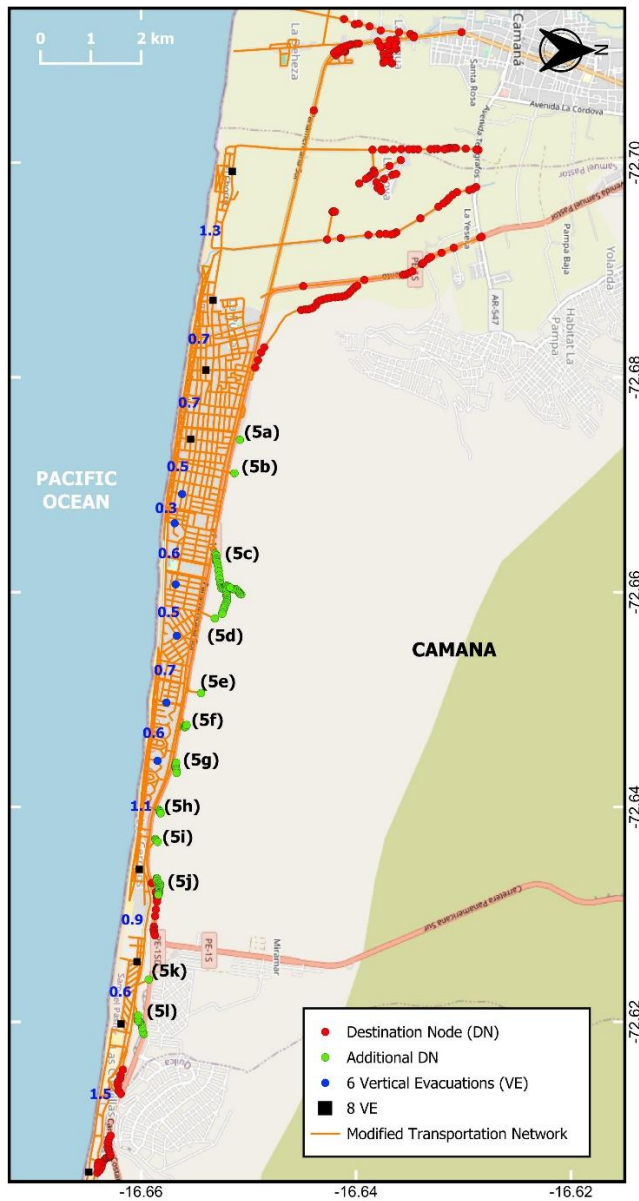 0 1 2 km
La Deheza
Camaná
N
Santa Rosa
Avenida La Cordova
-72.70
Samuel Pastor
La Yesera
Avenida Samuel Pastor
Pampa Baja
Yolanda
1.3
PE-1S
AR-547
Habitat La Pampa
0.7
-72.68
0.7
(5a)
PACIFIC OCEAN
0.5
(5b)
0.3
0.6
(5c)
-72.66
0.5
(5d)
CAMANA
0.7
(5e)
(5f)
0.6
(5g)
1.1
(5h)
-72.64
(5i)
(5j)
0.9
Carretera Panamericana Sur
PE-1S
Miramar
0.6
(5k)
(5l)
-72.62
Quilca
1.5
Destination Node (DN)
Additional DN
6 Vertical Evacuations (VE)
8 VE
Modified Transportation Network
-16.66
-16.64
-16.62